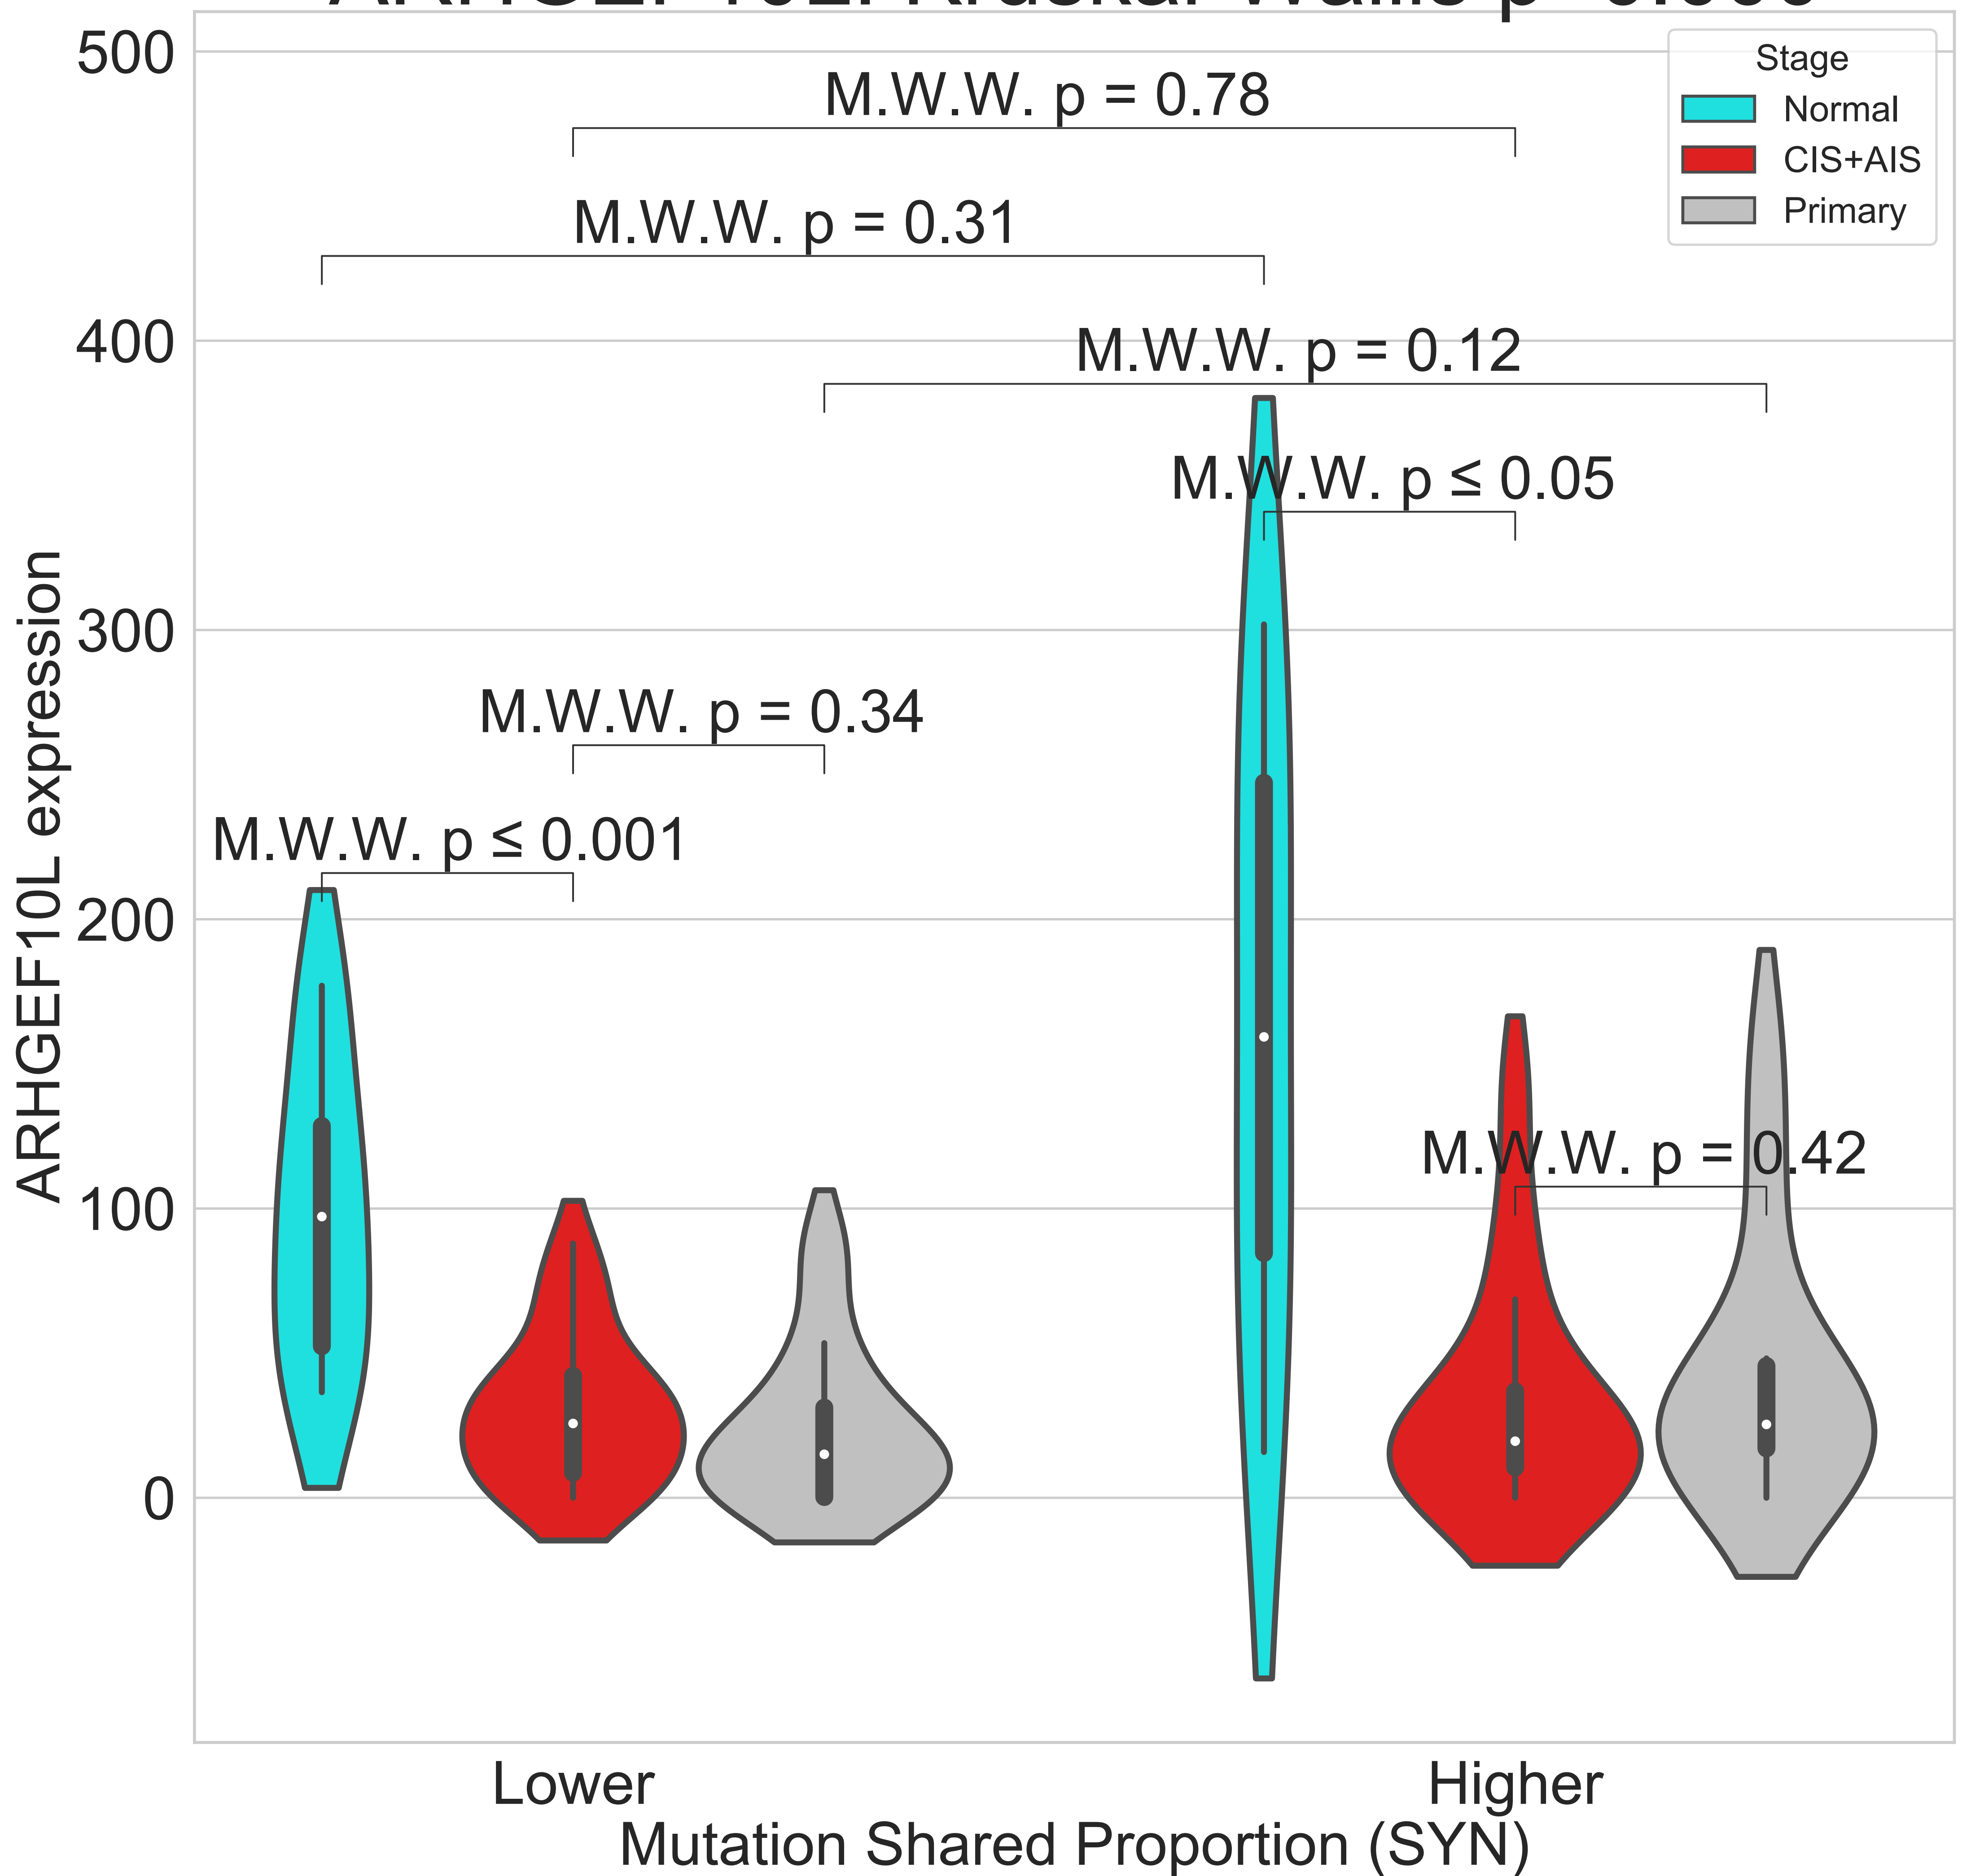 500
Stage
Normal
CIS+AIS
Primary
M.W.W. p = 0.78
M.W.W. p = 0.31
400
M.W.W. p = 0.12
M.W.W. p ≤ 0.05
300
M.W.W. p = 0.34
M.W.W. p ≤ 0.001
200
M.W.W. p = 0.42
100
0
ARHGEF10L expression
Lower
Higher
Mutation Shared Proportion (SYN)